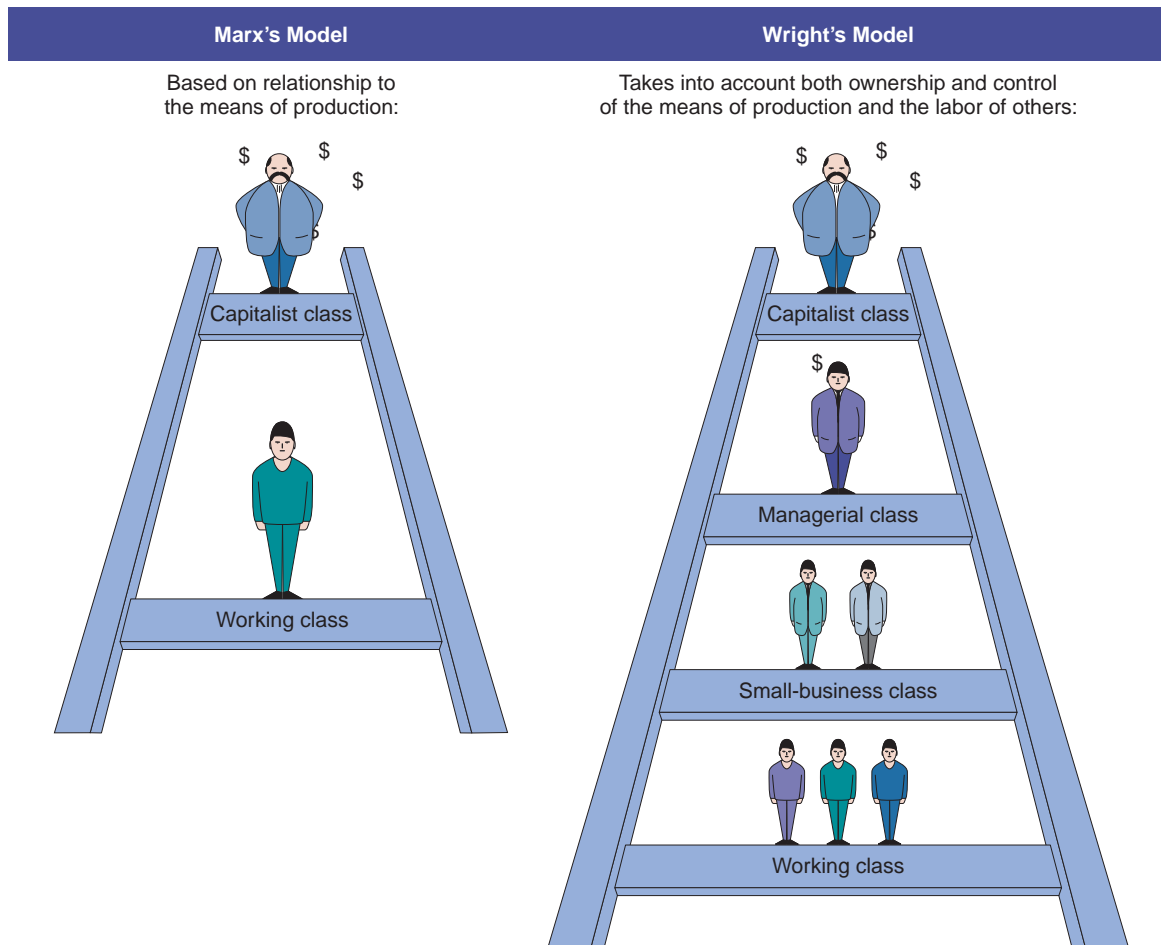 Marx’s Model
Based on relationship to
the means of production:
$
$
$
$
Capitalist class
Working class
Wright’s Model
Takes into account both ownership and control
of the means of production and the labor of others:
$
$
$
$
Capitalist class
$
Managerial class
Small-business class
Working class